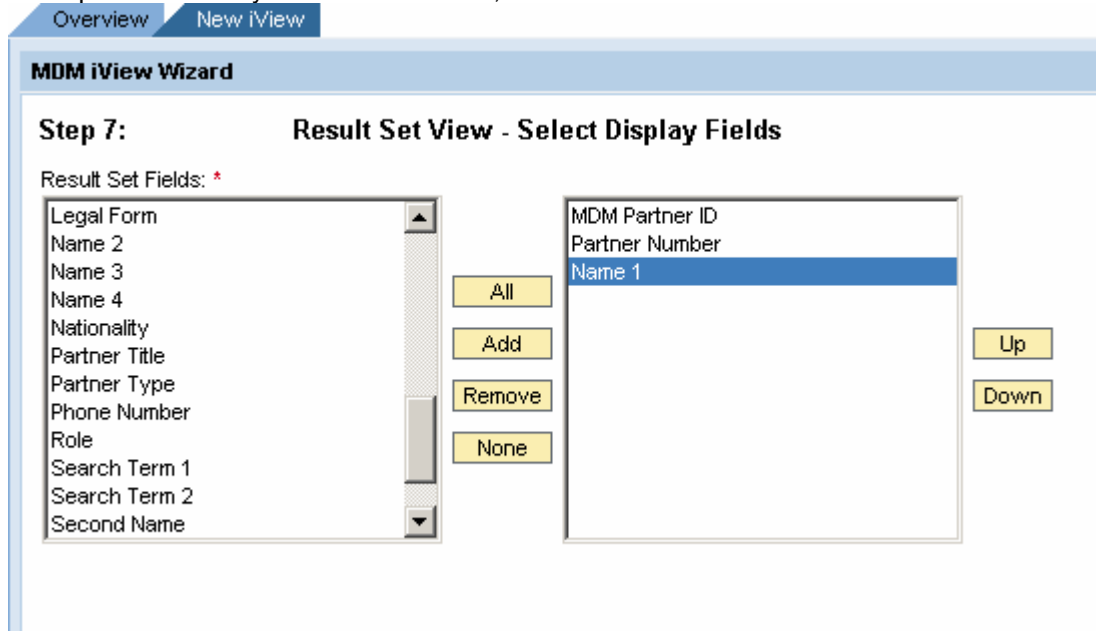 Overview New iView
MDM iView Wizard
Step 7: Result Set View - Select Display Fields
Result Set Fields: *
Legal Form
Name 2
Name 3
Name 4
Nationality
Partner Title
Partner Type
Phone Number
Role
Search Term 1
Search Term 2
Second Name
All
Add
Remove
None
MDM Partner ID
Partner Number
Name 1
Up
Down